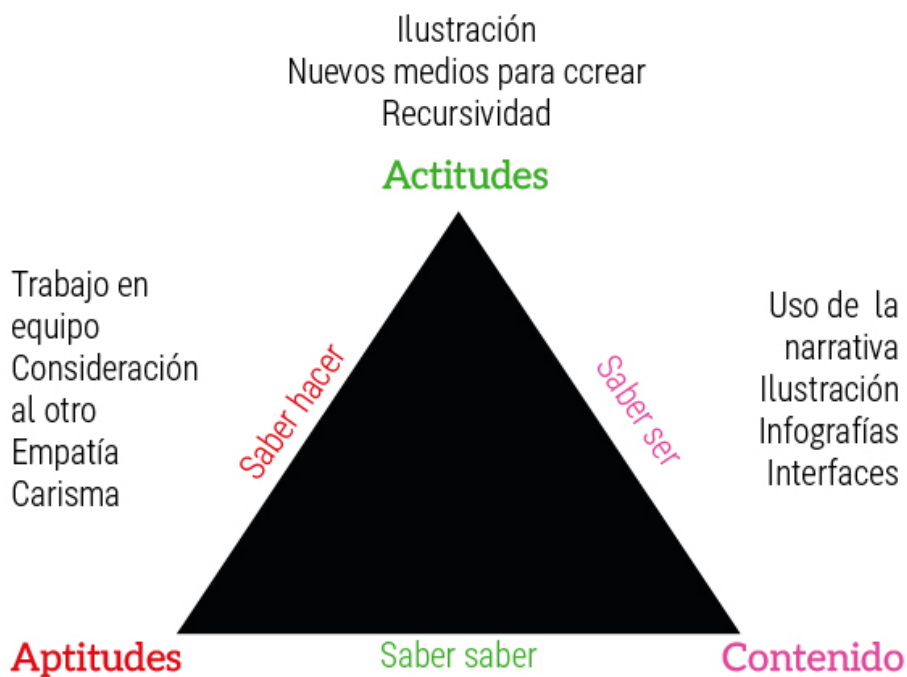 Ilustración
Nuevos medios para ccrear
Recursividad
Actitudes
Trabajo en
equipo
Consideración
al otro
Empatía
Carisma
Saber hacer
Saber ser
Uso de la
narrativa
Ilustración
Infografías
Interfaces
Aptitudes
Saber saber
Contenido